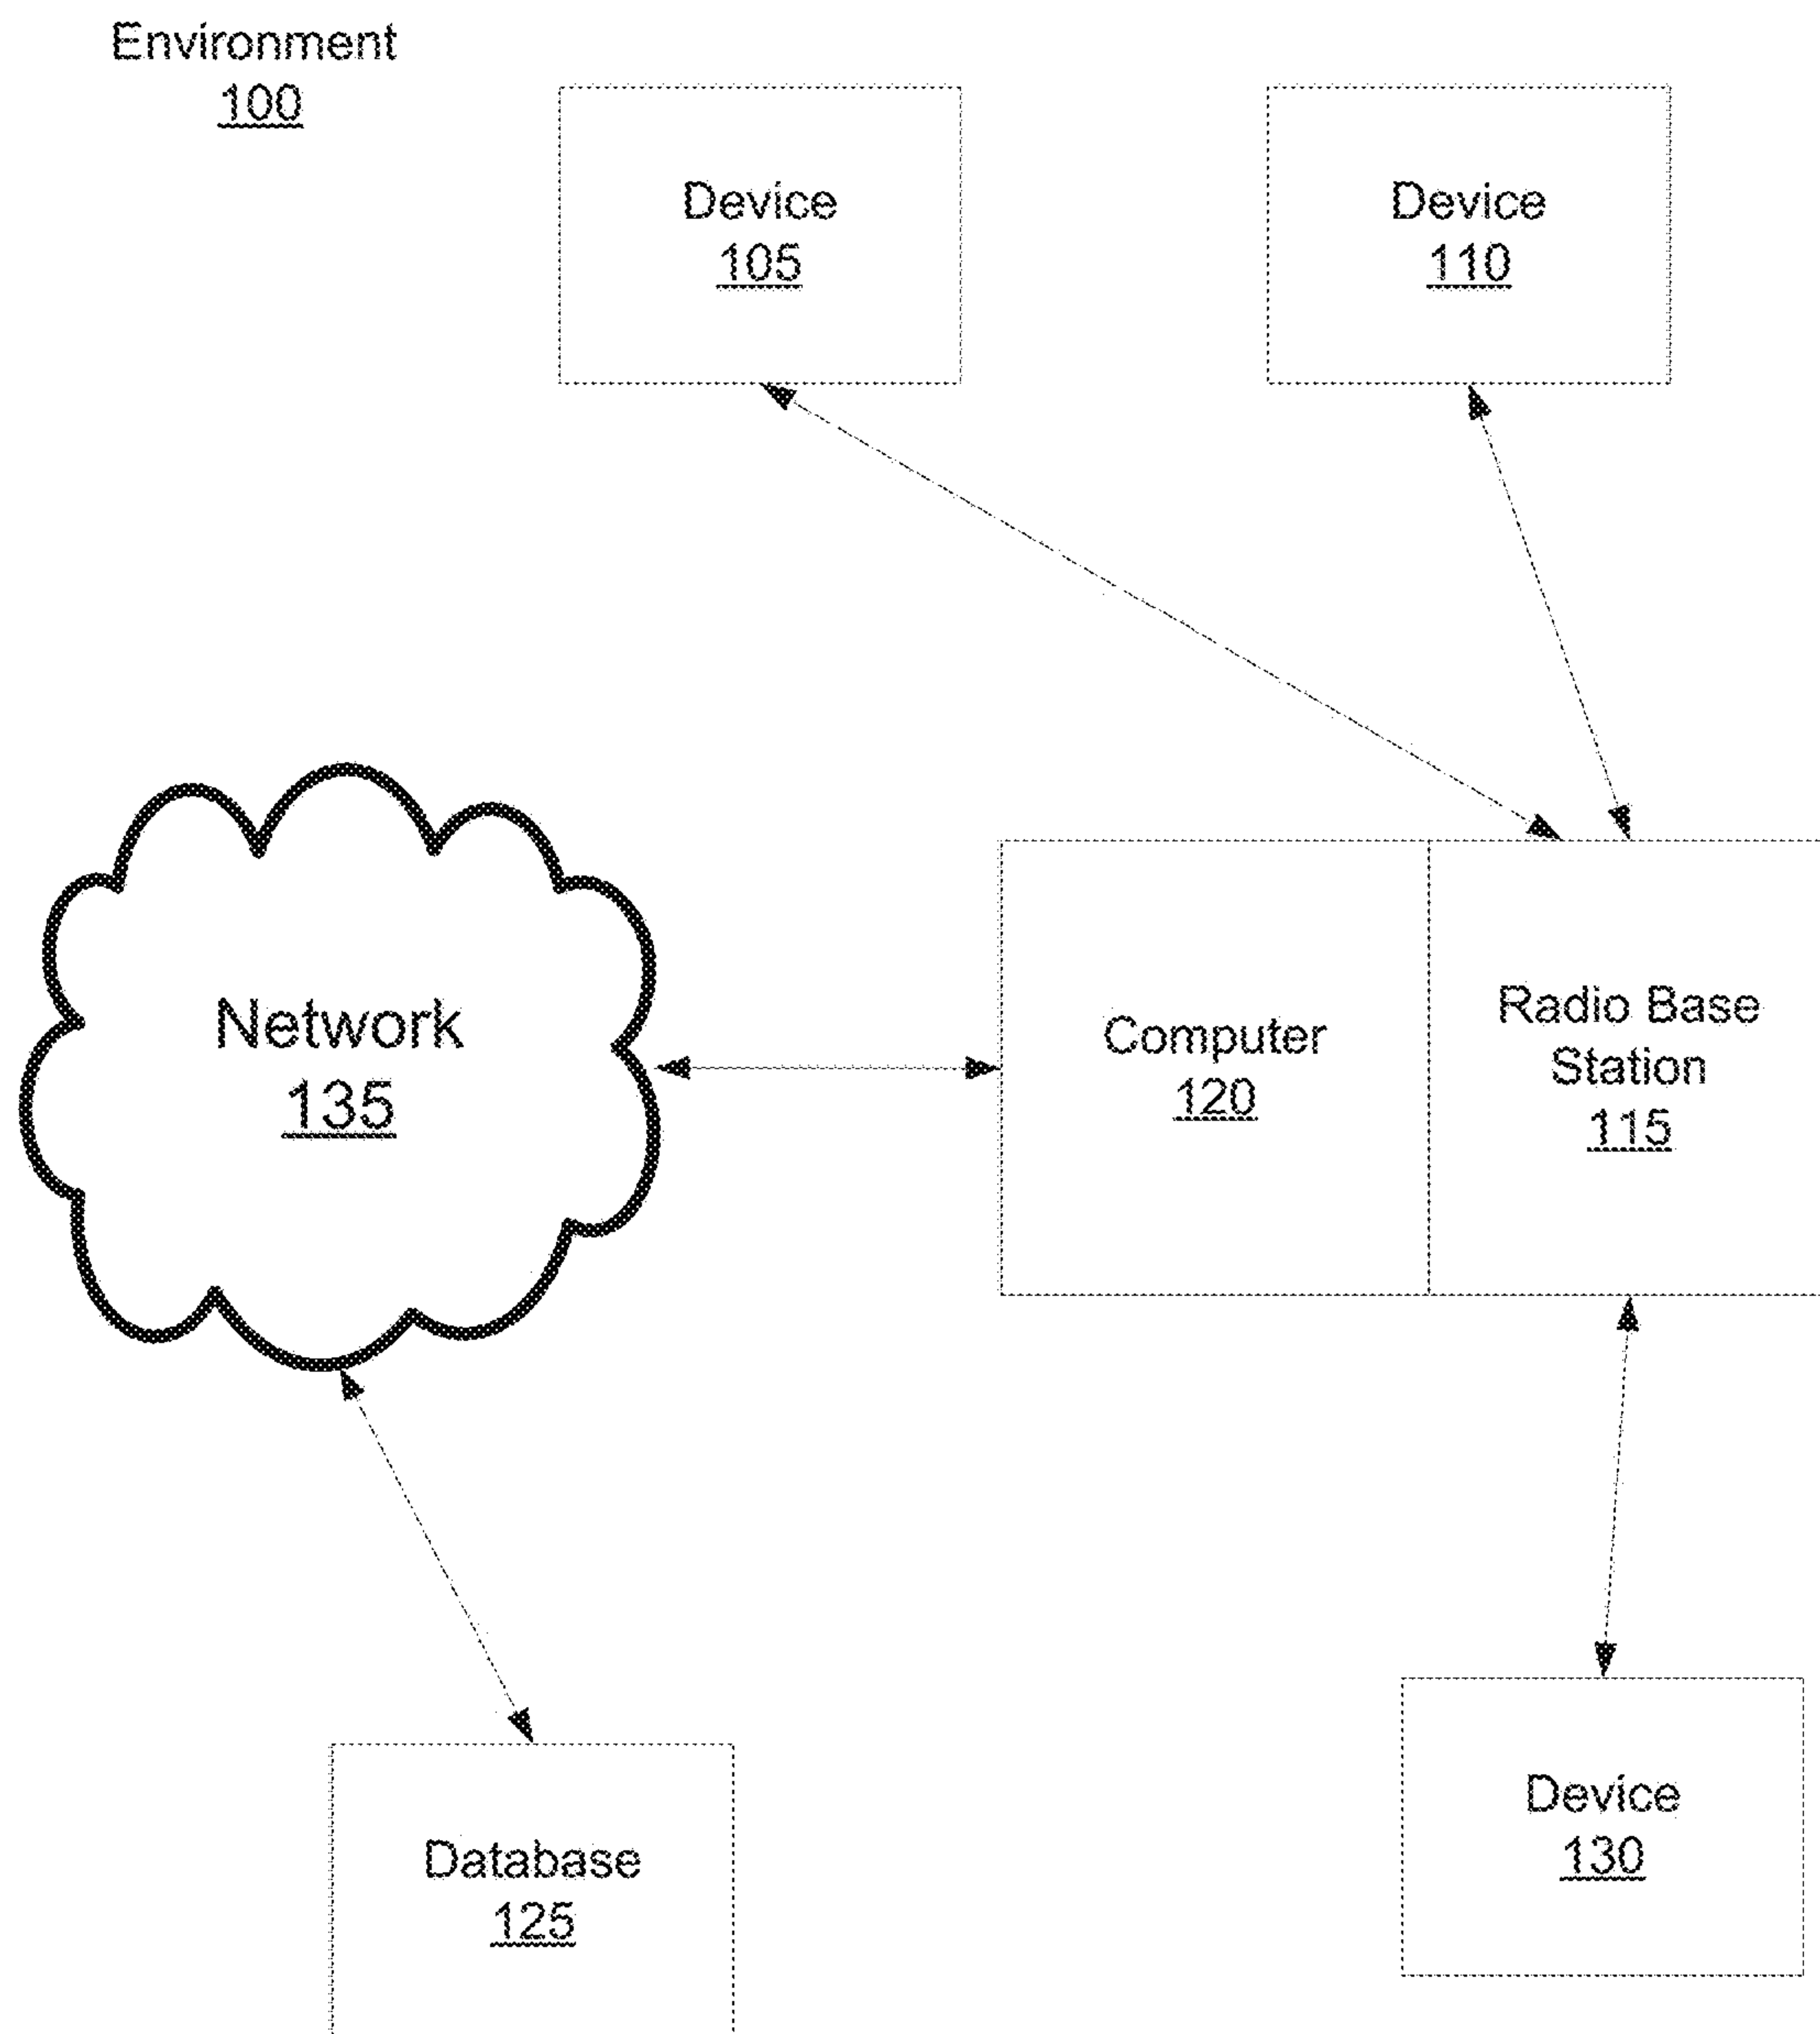 Environment
100
Device
105
Device
110
Network
135
Computer
120
Radio Base
Station
115
Database
125
Device
130